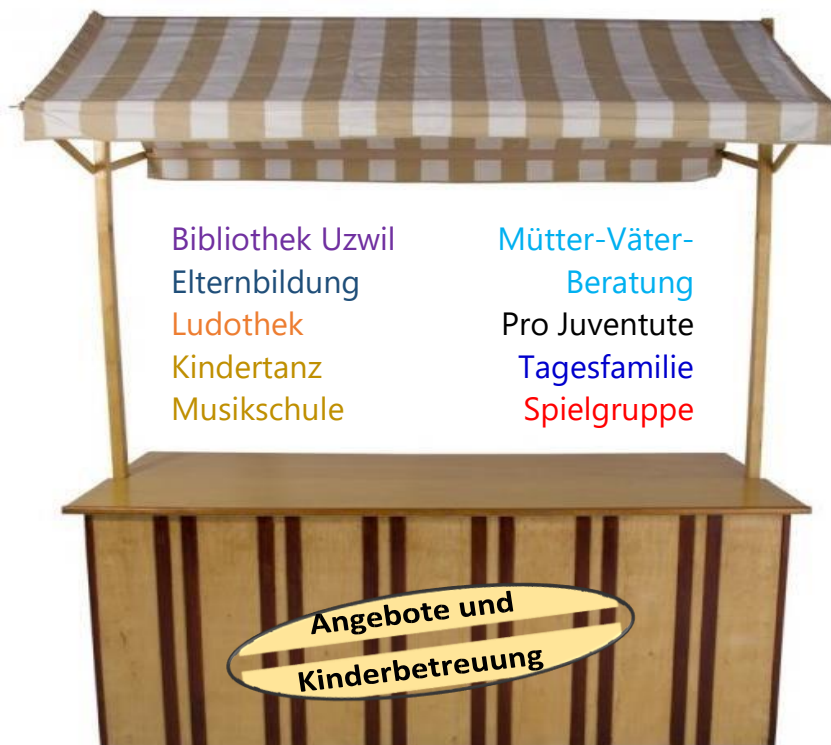 Bibliothek Uzwil
Elternbildung
Ludothek
Kindertanz
Musikschule
Mütter-Väter-
Beratung
Pro Juventute
Tagesfamilie
Spielgruppe
Angebote und
Kinderbetreuung